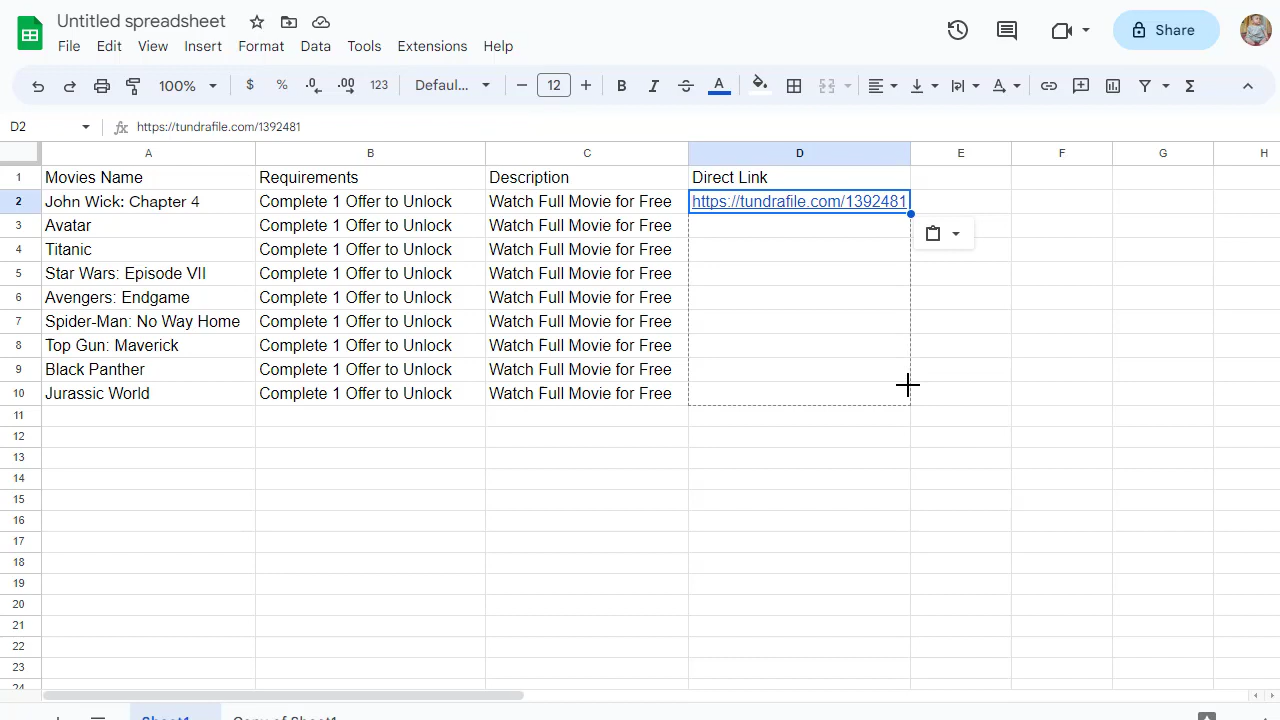 Untitled spreadsheet
File Edit View Insert Format Data Tools Extensions Help
Share
100% $ % .0 .00 123 Defaul... 12 B I A A Σ
D2 fx https://tundrafile.com/1392481
A B C D E F G H
1 Movies Name Requirements Description Direct Link
2 John Wick: Chapter 4 Complete 1 Offer to Unlock Watch Full Movie for Free https://tundrafile.com/1392481
3 Avatar Complete 1 Offer to Unlock Watch Full Movie for Free
4 Titanic Complete 1 Offer to Unlock Watch Full Movie for Free
5 Star Wars: Episode VII Complete 1 Offer to Unlock Watch Full Movie for Free
6 Avengers: Endgame Complete 1 Offer to Unlock Watch Full Movie for Free
7 Spider-Man: No Way Home Complete 1 Offer to Unlock Watch Full Movie for Free
8 Top Gun: Maverick Complete 1 Offer to Unlock Watch Full Movie for Free
9 Black Panther Complete 1 Offer to Unlock Watch Full Movie for Free
10 Jurassic World Complete 1 Offer to Unlock Watch Full Movie for Free
11
12
13
14
15
16
17
18
19
20
21
22
23
24
Sheet1 Copy of Sheet1